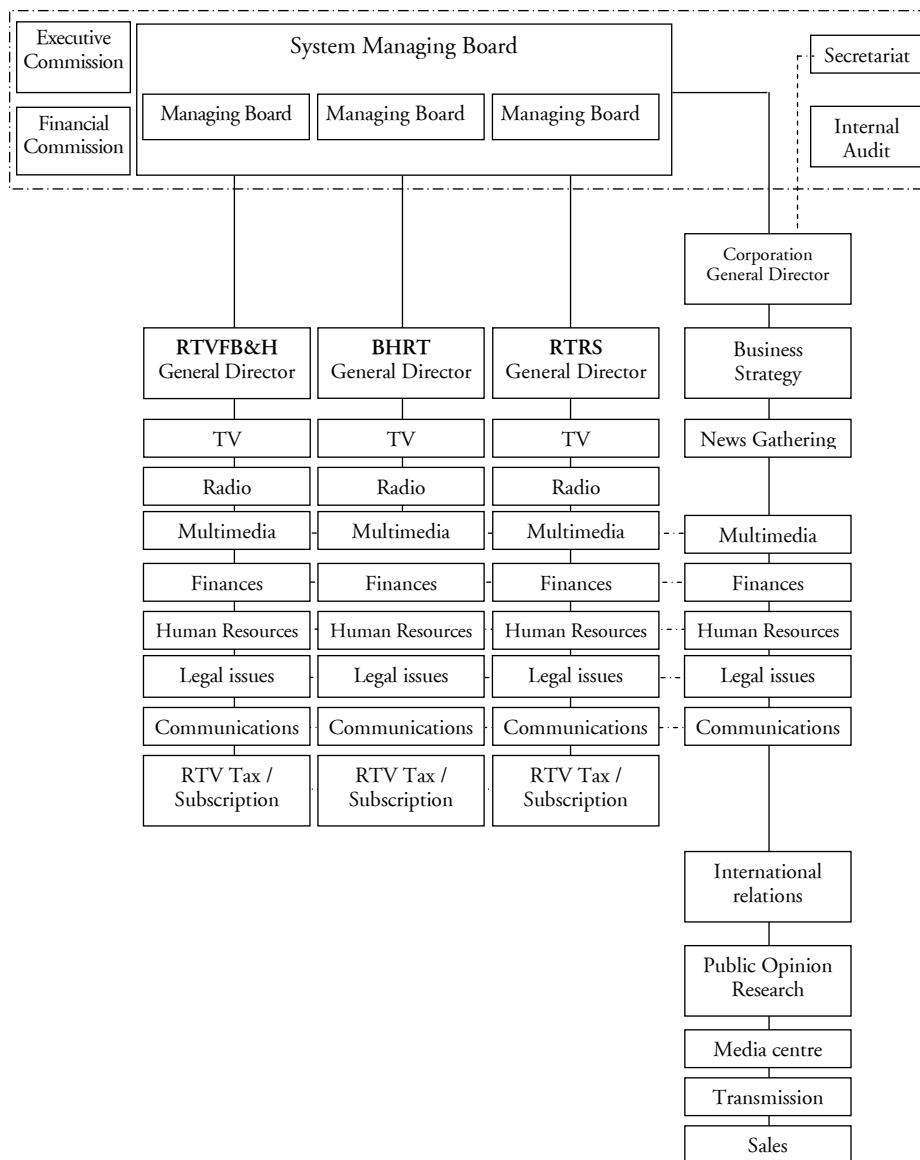 Executive
Commission
System Managing Board
Secretariat
Managing Board
Managing Board
Managing Board
Financial
Commission
Internal
Audit
Corporation
General Director
RTVFB&H
General Director
BHRT
General Director
RTRS
General Director
Business
Strategy
TV
TV
TV
News Gathering
Radio
Radio
Radio
Multimedia
Multimedia
Multimedia
Multimedia
Finances
Finances
Finances
Finances
Human Resources
Human Resources
Human Resources
Human Resources
Legal issues
Legal issues
Legal issues
Legal issues
Communications
Communications
Communications
Communications
RTV Tax /
Subscription
RTV Tax /
Subscription
RTV Tax /
Subscription
International
relations
Public Opinion
Research
Media centre
Transmission
Sales